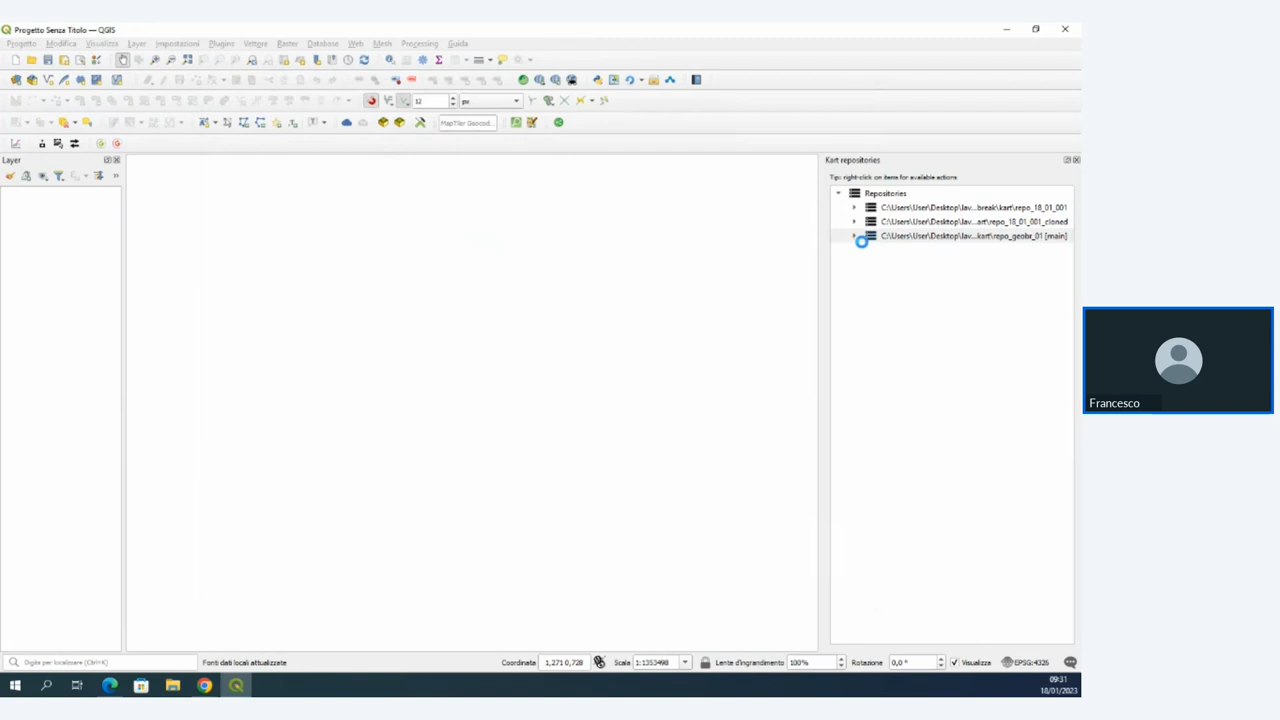 Progetto Senza Titolo — QGIS
Progetto Modifica Visualizza Layer Impostazioni Plugins Vettore Raster Database Web Mesh Processing Guida
12 px
MapTiler Geocod...
Layer
Kart repositories
Tip: right-click on items for available actions
Repositories
C:\Users\User\Desktop\lav...break\kart\repo_18_01_001
C:\Users\User\Desktop\lav...art\repo_18_01_001_cloned
C:\Users\User\Desktop\lav...kart\repo_geobr_01 [main]
Francesco
Digita per localizzare (Ctrl+K) Fonti dati locali attualizzate Coordinata 1,271 0,728 Scala 1:1353498 Lente d'ingrandimento 100% Rotazione 0,0 ° Visualizza EPSG:4326
09:31
18/01/2023